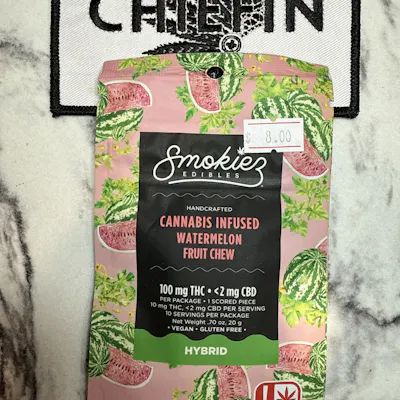 CHIEFIN
$ 8.00
Smokiez
EDIBLES
HANDCRAFTED
CANNABIS INFUSED
WATERMELON
FRUIT CHEW
100 mg THC • <2 mg CBD
PER PACKAGE • 1 SCORED PIECE
10 mg THC, <2 mg CBD PER SERVING
10 SERVINGS PER PACKAGE
Net Weight .70 oz, 20 g
• VEGAN • GLUTEN FREE •
HYBRID